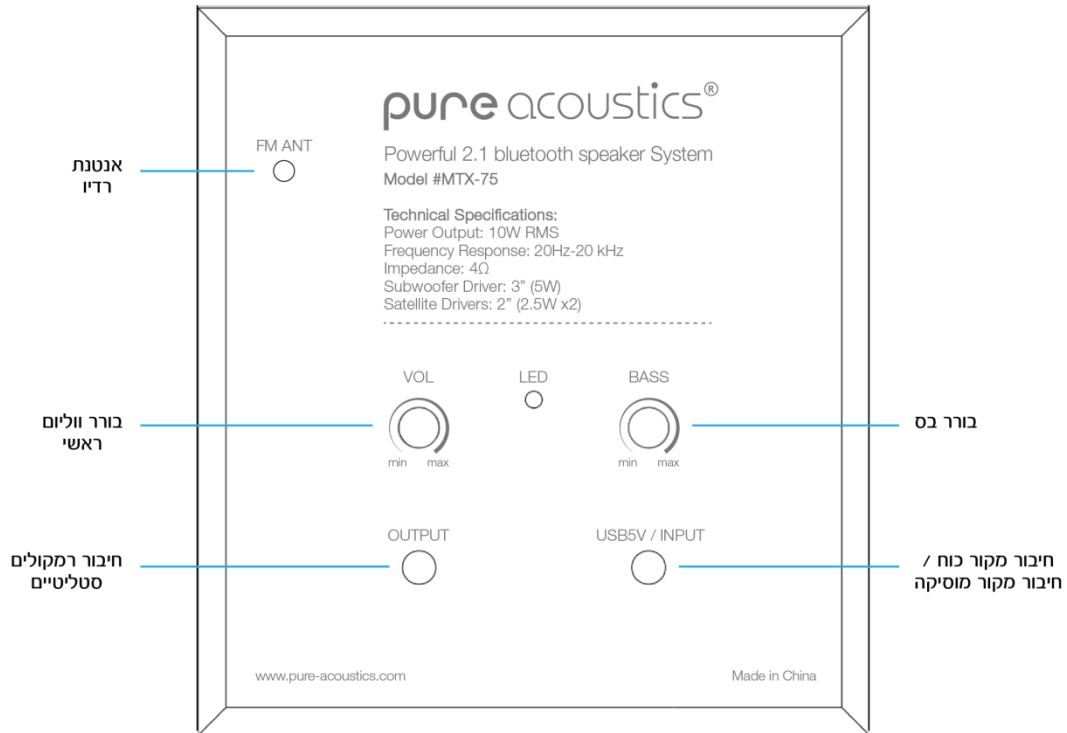 pure acoustics®
Powerful 2.1 bluetooth speaker System
Model #MTX-75
FM ANT
אנטנת
רדיו
Technical Specifications:
Power Output: 10W RMS
Frequency Response: 20Hz-20 kHz
Impedance: 4Ω
Subwoofer Driver: 3” (5W)
Satellite Drivers: 2” (2.5W x2)
VOL
LED
BASS
min max
min max
בורר ווליום
ראשי
בורר בס
OUTPUT
USB5V / INPUT
חיבור רמקולים
סטליטיים
חיבור מקור כוח /
חיבור מקור מוסיקה
www.pure-acoustics.com
Made in China